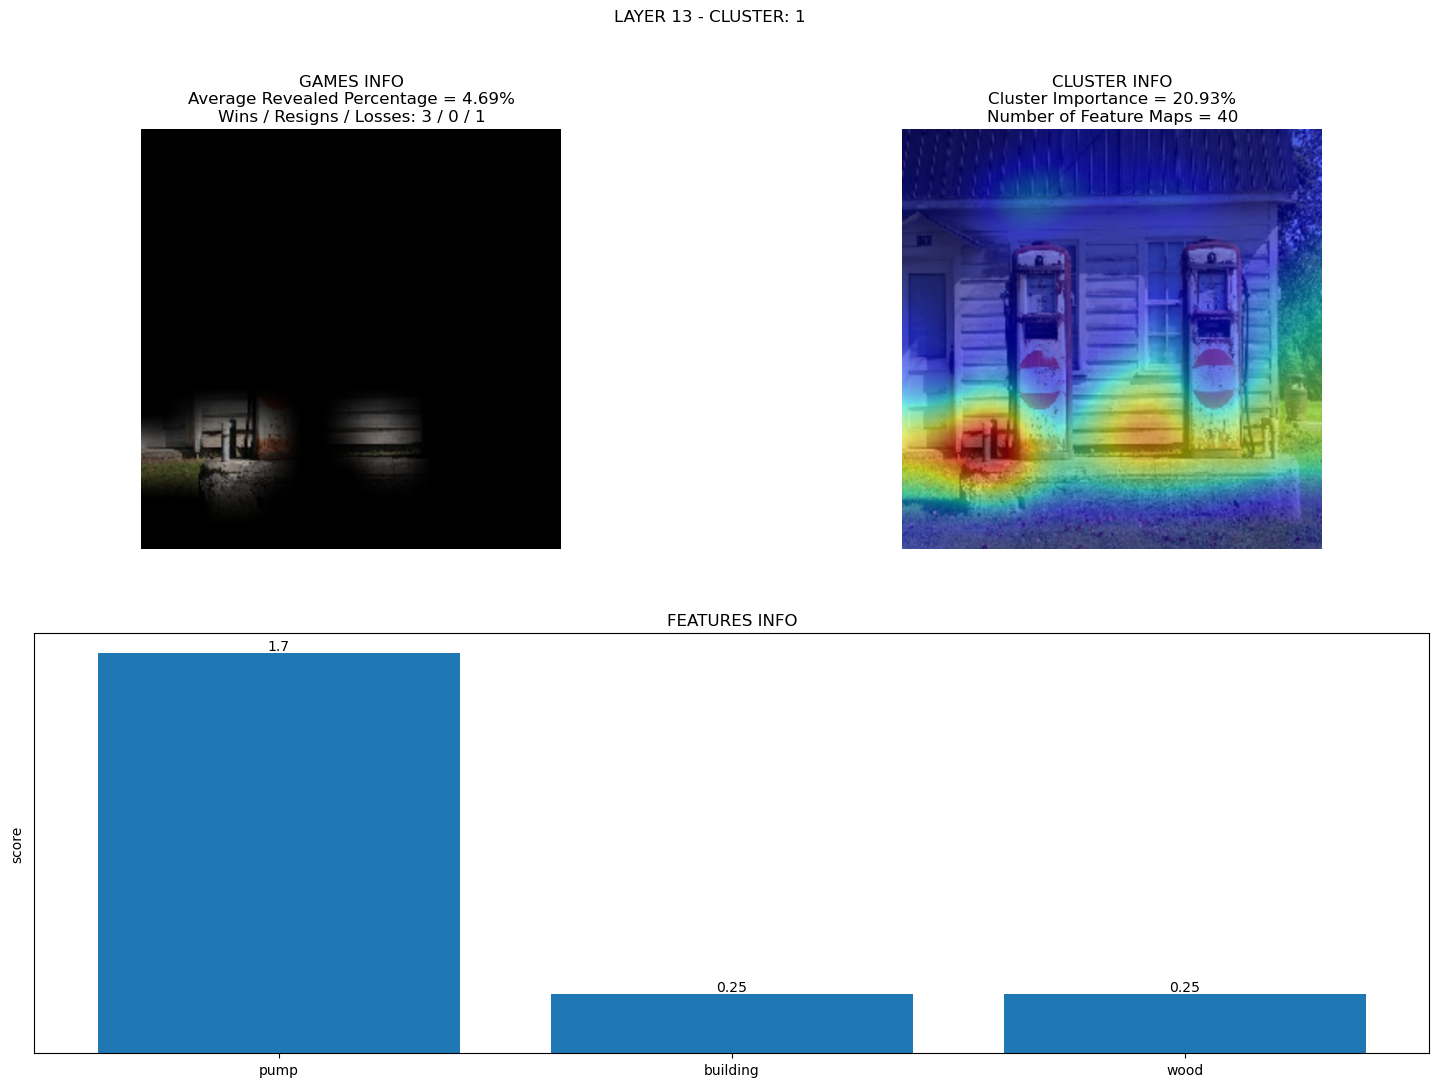 LAYER 13 - CLUSTER: 1
GAMES INFO
Average Revealed Percentage = 4.69%
Wins / Resigns / Losses: 3 / 0 / 1
CLUSTER INFO
Cluster Importance = 20.93%
Number of Feature Maps = 40
FEATURES INFO
score
1.7
0.25
0.25
pump
building
wood